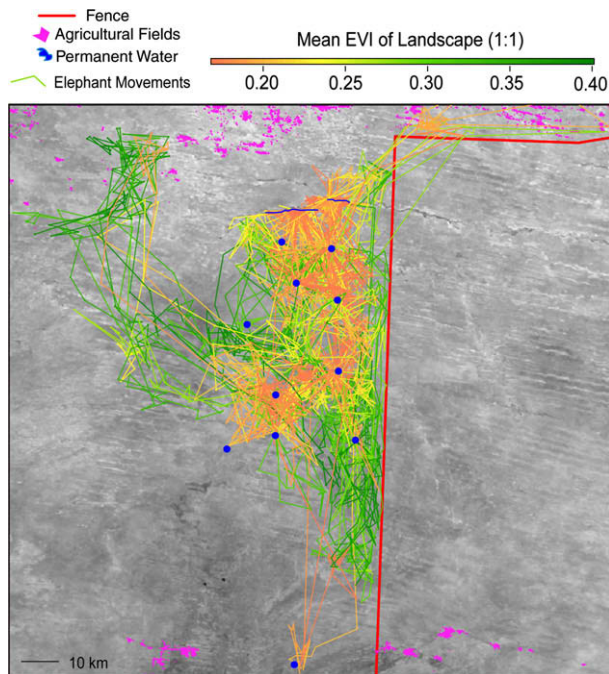 Fence
Agricultural Fields
Permanent Water
Elephant Movements
Mean EVI of Landscape (1:1)
0.20 0.25 0.30 0.35 0.40
10 km